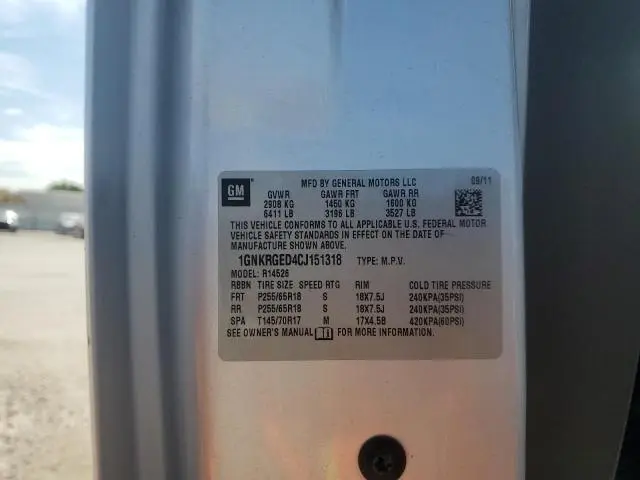 GM
MFD BY GENERAL MOTORS LLC 09/11
GVWR GAWR FRT GAWR RR
2908 KG 1450 KG 1600 KG
6411 LB 3196 LB 3527 LB
THIS VEHICLE CONFORMS TO ALL APPLICABLE U.S. FEDERAL MOTOR
VEHICLE SAFETY STANDARDS IN EFFECT ON THE DATE OF
MANUFACTURE SHOWN ABOVE.
1GNKRGED4CJ151318 TYPE: M.P.V.
MODEL: R14526
RBBN TIRE SIZE SPEED RTG RIM COLD TIRE PRESSURE
FRT P255/65R18 S 18X7.5J 240KPA(35PSI)
RR P255/65R18 S 18X7.5J 240KPA(35PSI)
SPA T145/70R17 M 17X4.5B 420KPA(60PSI)
SEE OWNER'S MANUAL FOR MORE INFORMATION.